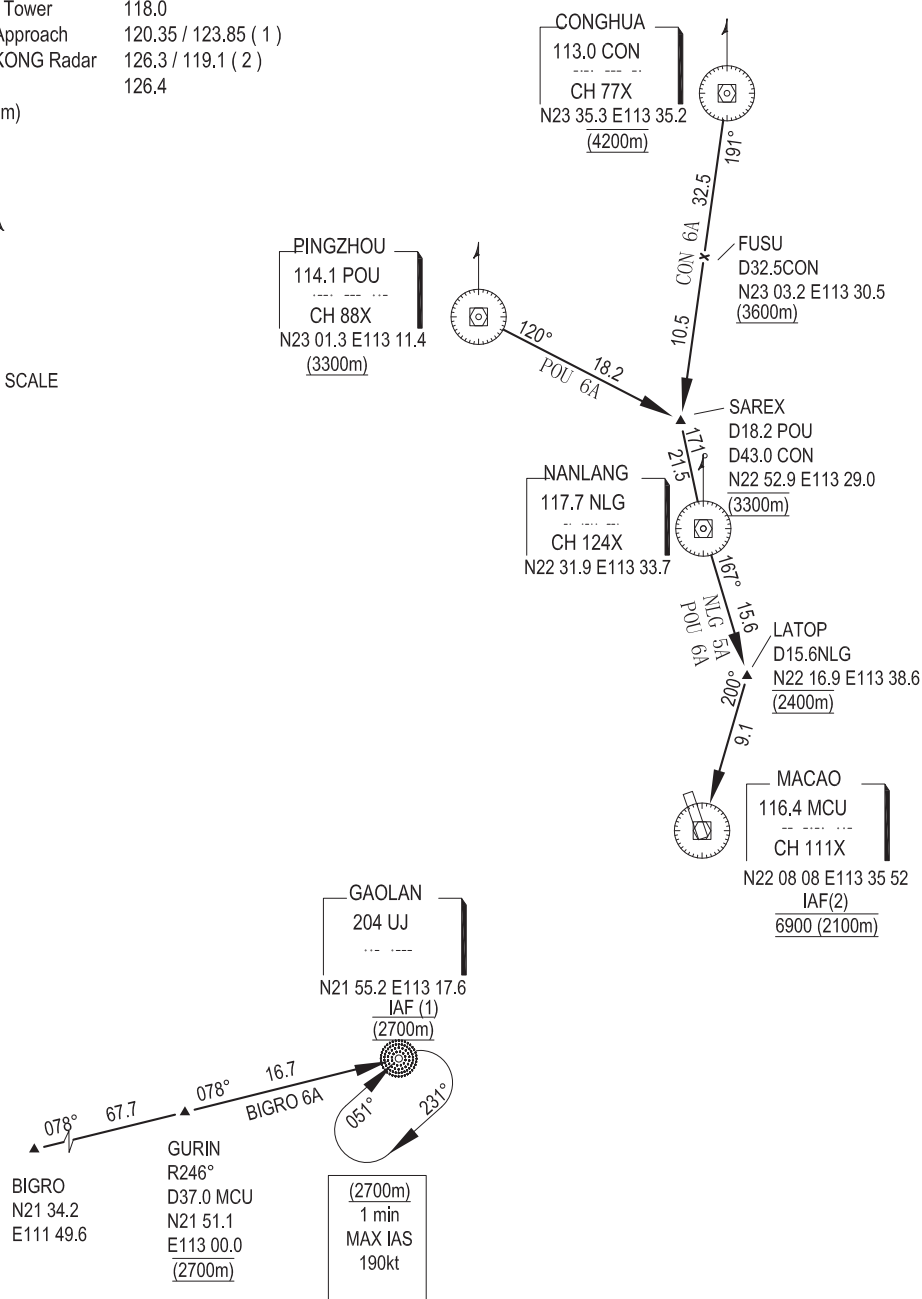 Tower 118.0
Approach 120.35 / 123.85 ( 1 )
KONG Radar 126.3 / 119.1 ( 2 )
126.4
m)
CONGHUA
113.0 CON
CH 77X
N23 35.3 E113 35.2
(4200m)
191°
32.5
CON 6A
FUSU
D32.5CON
N23 03.2 E113 30.5
(3600m)
10.5
PINGZHOU
114.1 POU
CH 88X
N23 01.3 E113 11.4
(3300m)
120°
18.2
POU 6A
SCALE
SAREX
D18.2 POU
D43.0 CON
N22 52.9 E113 29.0
(3300m)
171°
21.5
NANLANG
117.7 NLG
CH 124X
N22 31.9 E113 33.7
167°
15.6
NLG 5A
POU 6A
LATOP
D15.6NLG
N22 16.9 E113 38.6
(2400m)
200°
9.1
MACAO
116.4 MCU
CH 111X
N22 08 08 E113 35 52
IAF(2)
6900 (2100m)
GAOLAN
204 UJ
N21 55.2 E113 17.6
IAF (1)
(2700m)
051°
231°
078°
67.7
078°
16.7
BIGRO 6A
BIGRO
N21 34.2
E111 49.6
GURIN
R246°
D37.0 MCU
N21 51.1
E113 00.0
(2700m)
(2700m)
1 min
MAX IAS
190kt